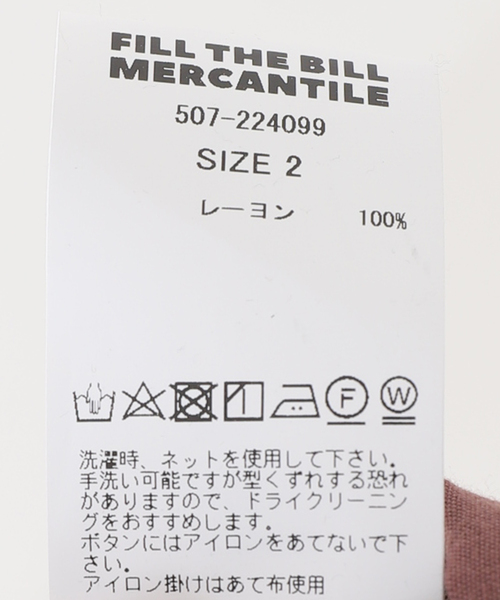 FILL THE BILL
MERCANTILE
507-224099
SIZE 2
レーヨン 100%
F W
洗濯時、ネットを使用して下さい。
手洗い可能ですが型くずれする恐れ
がありますので、ドライクリーニン
グをおすすめします。
ボタンにはアイロンをあてないで下
さい。
アイロン掛けはあて布使用